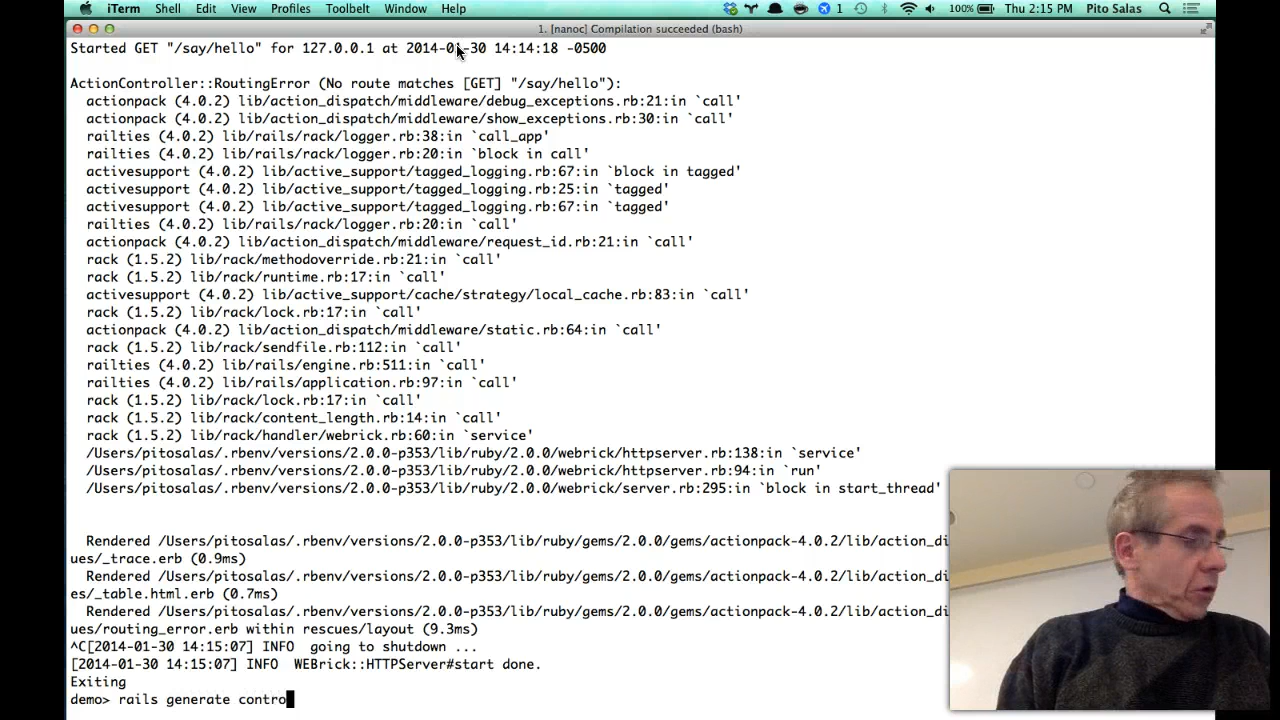 iTerm Shell Edit View Profiles Toolbelt Window Help 1 100% Thu 2:15 PM Pito Salas
1. [nanoc] Compilation succeeded (bash)
Started GET "/say/hello" for 127.0.0.1 at 2014-01-30 14:14:18 -0500
ActionController::RoutingError (No route matches [GET] "/say/hello"):
actionpack (4.0.2) lib/action_dispatch/middleware/debug_exceptions.rb:21:in `call'
actionpack (4.0.2) lib/action_dispatch/middleware/show_exceptions.rb:30:in `call'
railties (4.0.2) lib/rails/rack/logger.rb:38:in `call_app'
railties (4.0.2) lib/rails/rack/logger.rb:20:in `block in call'
activesupport (4.0.2) lib/active_support/tagged_logging.rb:67:in `block in tagged'
activesupport (4.0.2) lib/active_support/tagged_logging.rb:25:in `tagged'
activesupport (4.0.2) lib/active_support/tagged_logging.rb:67:in `tagged'
railties (4.0.2) lib/rails/rack/logger.rb:20:in `call'
actionpack (4.0.2) lib/action_dispatch/middleware/request_id.rb:21:in `call'
rack (1.5.2) lib/rack/methodoverride.rb:21:in `call'
rack (1.5.2) lib/rack/runtime.rb:17:in `call'
activesupport (4.0.2) lib/active_support/cache/strategy/local_cache.rb:83:in `call'
rack (1.5.2) lib/rack/lock.rb:17:in `call'
actionpack (4.0.2) lib/action_dispatch/middleware/static.rb:64:in `call'
rack (1.5.2) lib/rack/sendfile.rb:112:in `call'
railties (4.0.2) lib/rails/engine.rb:511:in `call'
railties (4.0.2) lib/rails/application.rb:97:in `call'
rack (1.5.2) lib/rack/lock.rb:17:in `call'
rack (1.5.2) lib/rack/content_length.rb:14:in `call'
rack (1.5.2) lib/rack/handler/webrick.rb:60:in `service'
/Users/pitosalas/.rbenv/versions/2.0.0-p353/lib/ruby/2.0.0/webrick/httpserver.rb:138:in `service'
/Users/pitosalas/.rbenv/versions/2.0.0-p353/lib/ruby/2.0.0/webrick/httpserver.rb:94:in `run'
/Users/pitosalas/.rbenv/versions/2.0.0-p353/lib/ruby/2.0.0/webrick/server.rb:295:in `block in start_thread'
Rendered /Users/pitosalas/.rbenv/versions/2.0.0-p353/lib/ruby/gems/2.0.0/gems/actionpack-4.0.2/lib/action_di
ues/_trace.erb (0.9ms)
Rendered /Users/pitosalas/.rbenv/versions/2.0.0-p353/lib/ruby/gems/2.0.0/gems/actionpack-4.0.2/lib/action_di
es/_table.html.erb (0.7ms)
Rendered /Users/pitosalas/.rbenv/versions/2.0.0-p353/lib/ruby/gems/2.0.0/gems/actionpack-4.0.2/lib/action_di
ues/routing_error.erb within rescues/layout (9.3ms)
^C[2014-01-30 14:15:07] INFO going to shutdown ...
[2014-01-30 14:15:07] INFO WEBrick::HTTPServer#start done.
Exiting
demo> rails generate contro